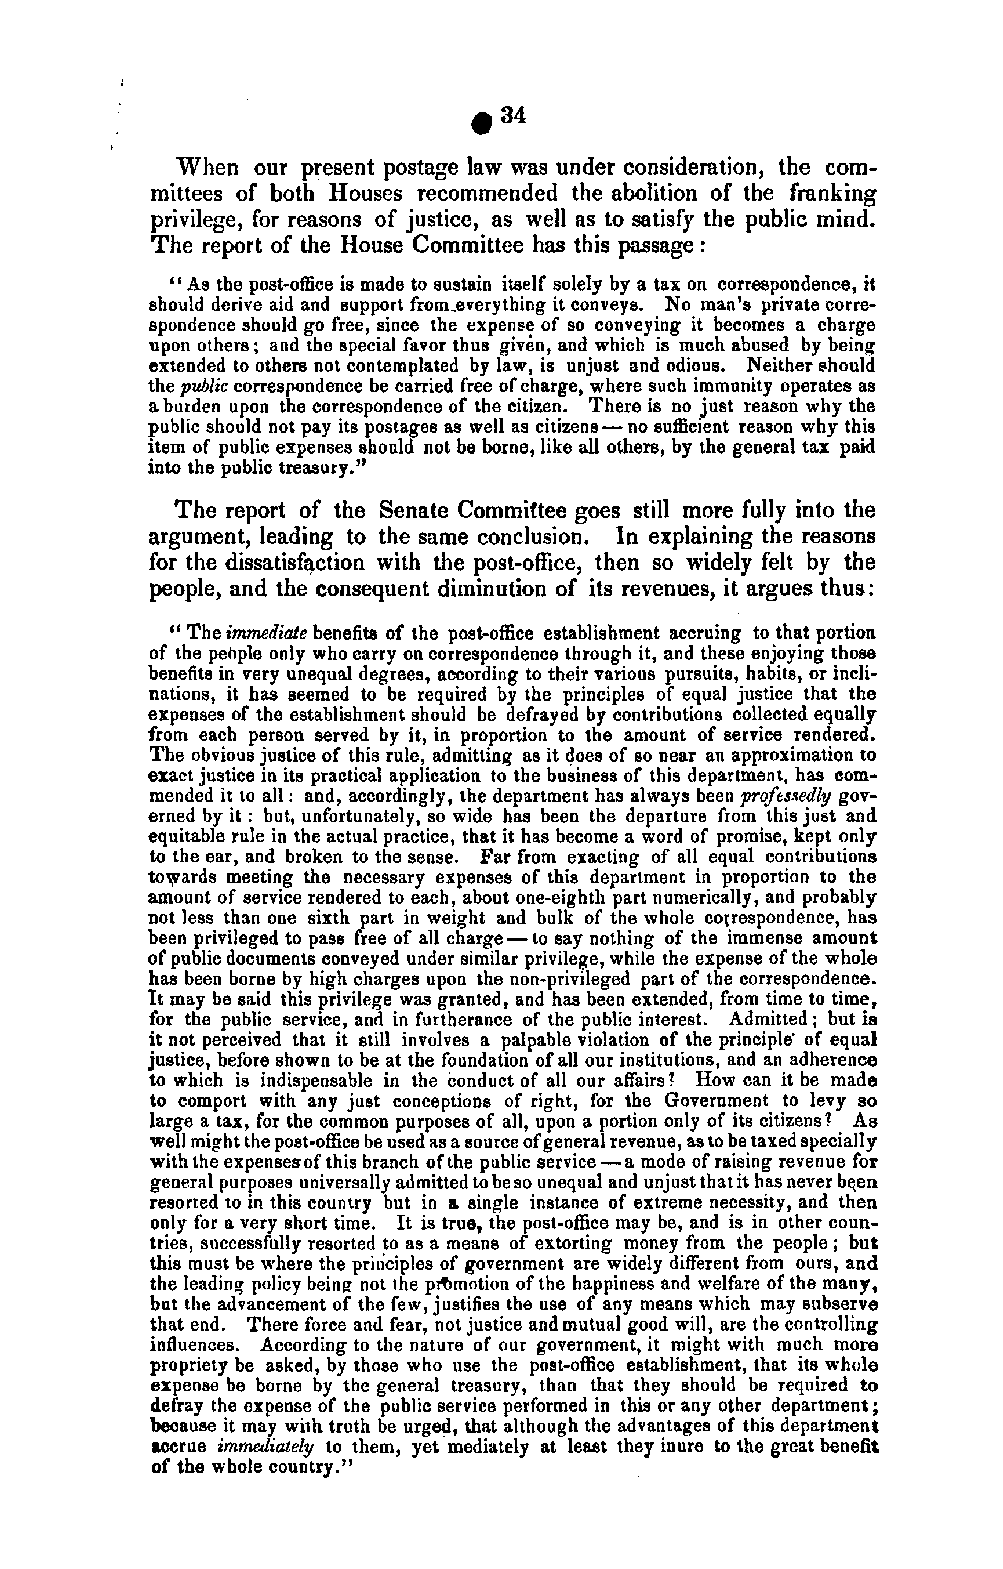 34
When our present postage law was under consideration, the com-
mittees of both Houses recommended the abolition of the franking
privilege, for reasons of justice, as well as to satisfy the public mind.
The report of the House Committee has this passage:
"As the post-office is made to sustain itself solely by a tax on correspondence, it
should derive aid and support from everything it conveys. No man's private corre-
spondence should go free, since the expense of so conveying it becomes a charge
upon others; and the special favor thus given, and which is much abused by being
extended to others not contemplated by law, is unjust and odious. Neither should
the public correspondence be carried free of charge, where such immunity operates as
a burden upon the correspondence of the citizen. There is no just reason why the
public should not pay its postages as well as citizens—no sufficient reason why this
item of public expenses should not be borne, like all others, by the general tax paid
into the public treasury."
The report of the Senate Committee goes still more fully into the
argument, leading to the same conclusion. In explaining the reasons
for the dissatisfaction with the post-office, then so widely felt by the
people, and the consequent diminution of its revenues, it argues thus:
"The immediate benefits of the post-office establishment accruing to that portion
of the people only who carry on correspondence through it, and these enjoying those
benefits in very unequal degrees, according to their various pursuits, habits, or incli-
nations, it has seemed to be required by the principles of equal justice that the
expenses of the establishment should be defrayed by contributions collected equally
from each person served by it, in proportion to the amount of service rendered.
The obvious justice of this rule, admitting as it does of so near an approximation to
exact justice in its practical application to the business of this department, has com-
mended it to all: and, accordingly, the department has always been professedly gov-
erned by it: but, unfortunately, so wide has been the departure from this just and
equitable rule in the actual practice, that it has become a word of promise, kept only
to the ear, and broken to the sense. Far from exacting of all equal contributions
towards meeting the necessary expenses of this department in proportion to the
amount of service rendered to each, about one-eighth part numerically, and probably
not less than one sixth part in weight and bulk of the whole correspondence, has
been privileged to pass free of all charge—to say nothing of the immense amount
of public documents conveyed under similar privilege, while the expense of the whole
has been borne by high charges upon the non-privileged part of the correspondence.
It may be said this privilege was granted, and has been extended, from time to time,
for the public service, and in furtherance of the public interest. Admitted; but is
it not perceived that it still involves a palpable violation of the principle of equal
justice, before shown to be at the foundation of all our institutions, and an adherence
to which is indispensable in the conduct of all our affairs? How can it be made
to comport with any just conceptions of right, for the Government to levy so
large a tax, for the common purposes of all, upon a portion only of its citizens? As
well might the post-office be used as a source of general revenue, as to be taxed specially
with the expenses of this branch of the public service—a mode of raising revenue for
general purposes universally admitted to be so unequal and unjust that it has never been
resorted to in this country but in a single instance of extreme necessity, and then
only for a very short time. It is true, the post-office may be, and is in other coun-
tries, successfully resorted to as a means of extorting money from the people; but
this must be where the principles of government are widely different from ours, and
the leading policy being not the promotion of the happiness and welfare of the many,
but the advancement of the few, justifies the use of any means which may subserve
that end. There force and fear, not justice and mutual good will, are the controlling
influences. According to the nature of our government, it might with much more
propriety be asked, by those who use the post-office establishment, that its whole
expense be borne by the general treasury, than that they should be required to
defray the expense of the public service performed in this or any other department;
because it may with truth be urged, that although the advantages of this department
accrue immediately to them, yet mediately at least they inure to the great benefit
of the whole country."